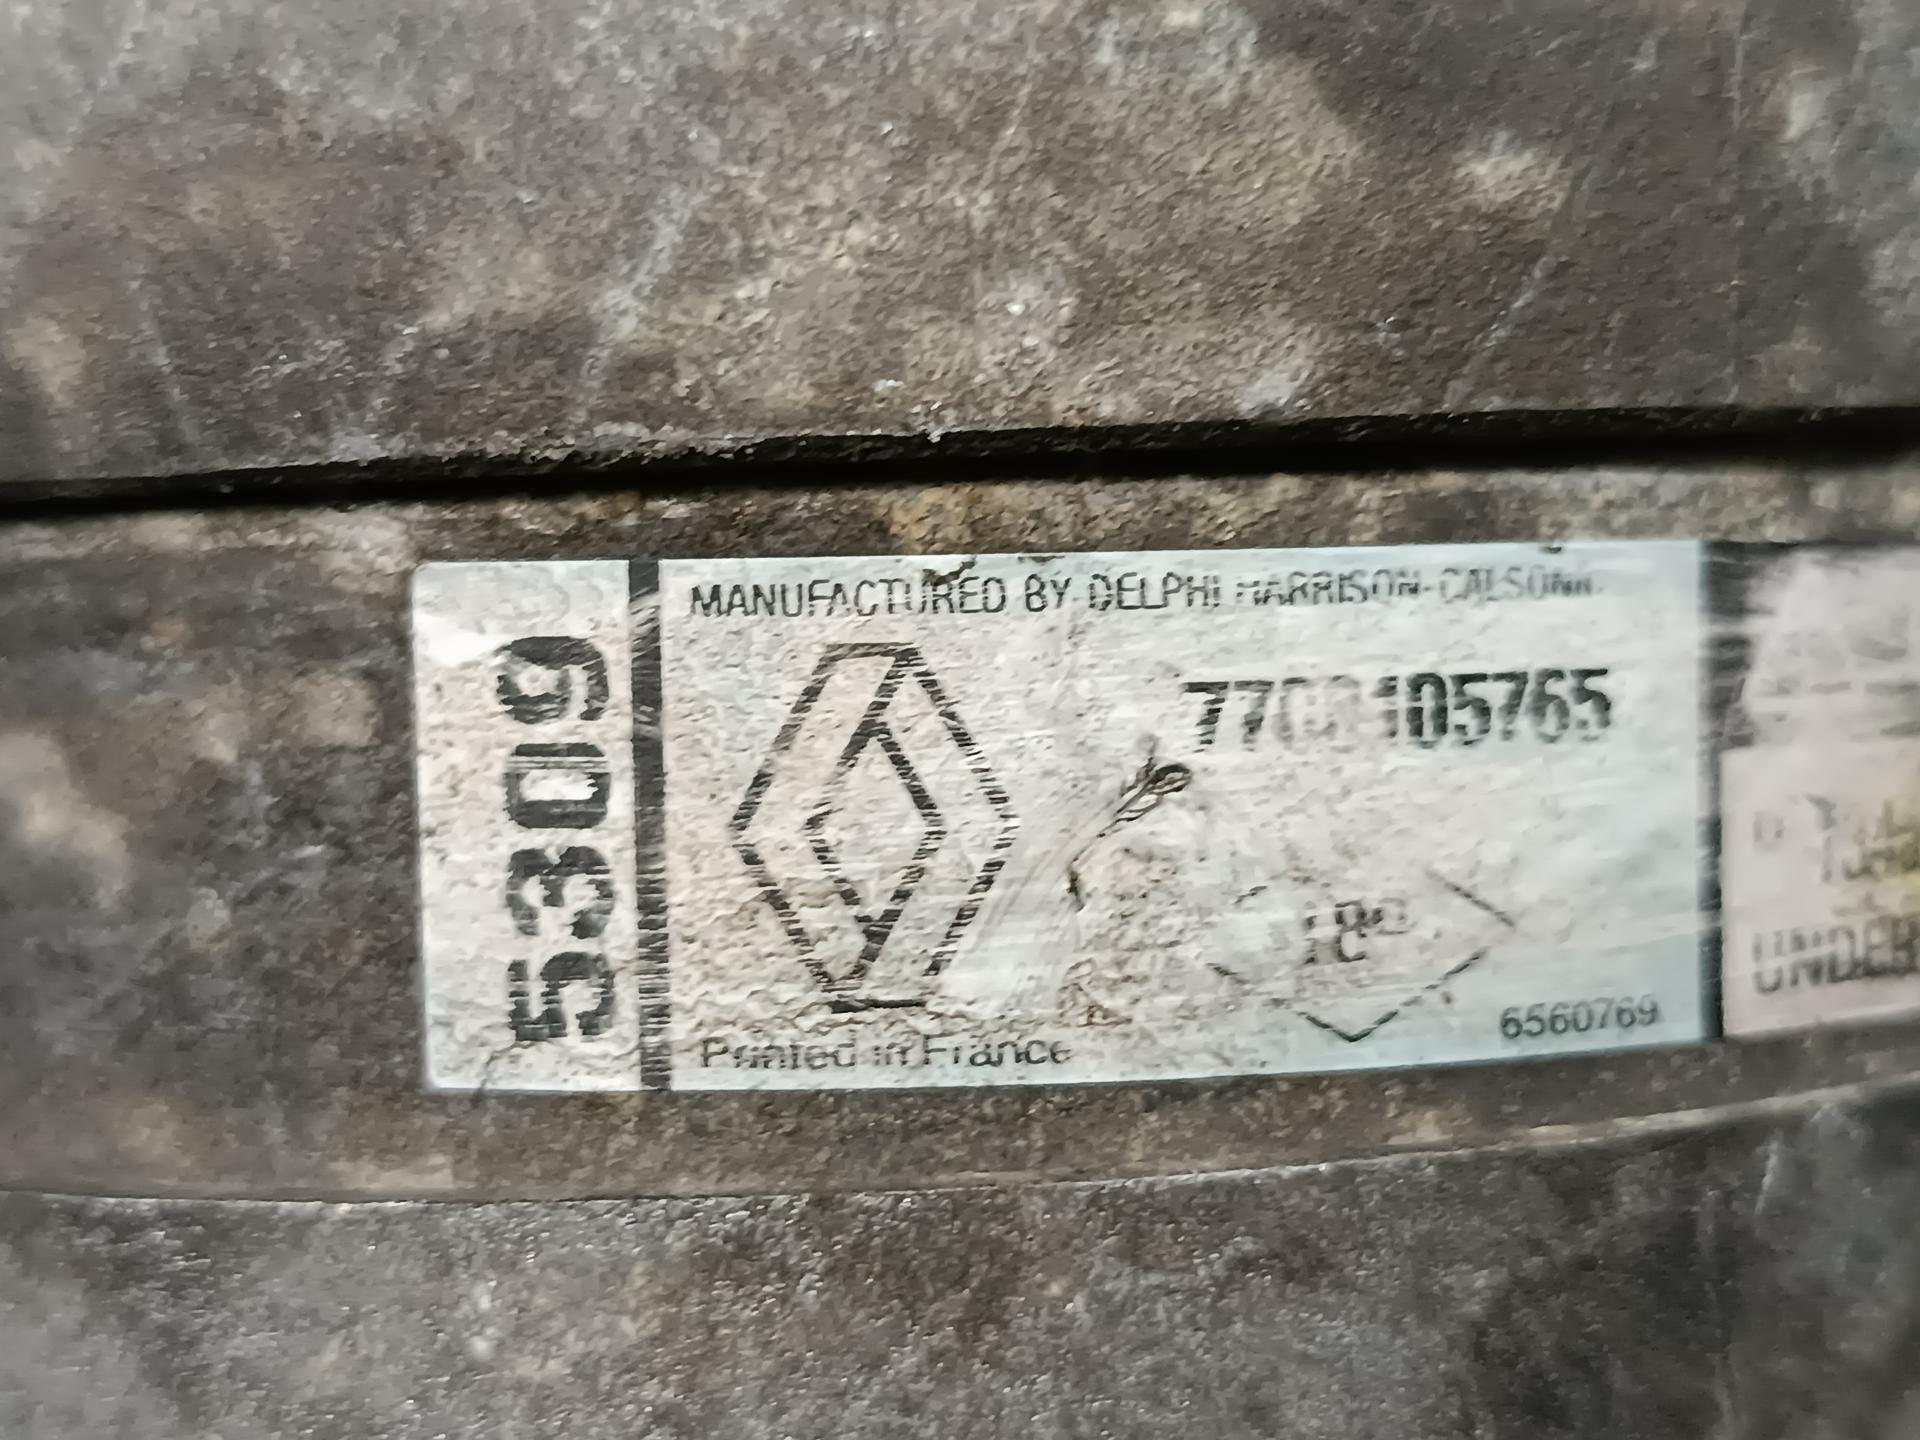 5309
MANUFACTURED BY DELPHI HARRISON-CALSONIC
7700105765
Printed in France
6560769